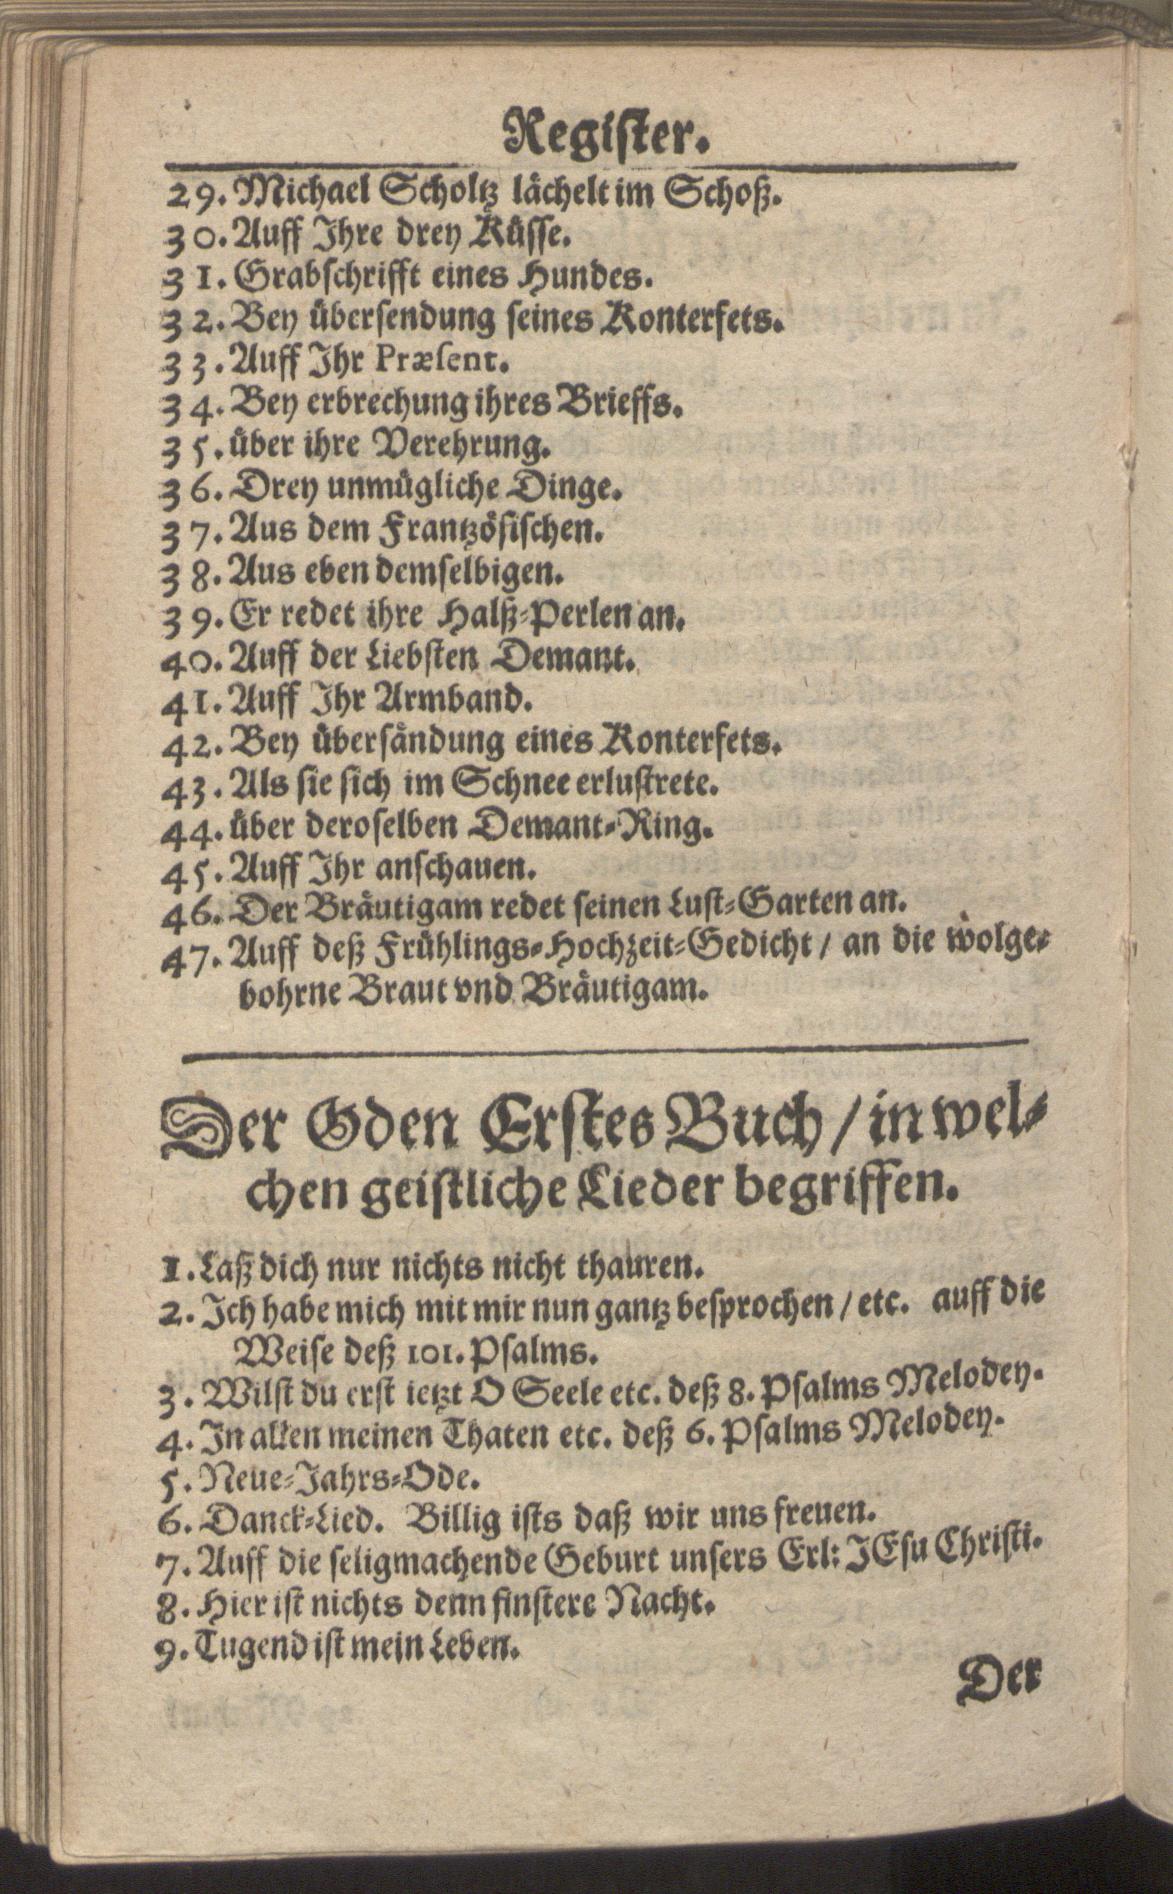 Register.
29. Michael Scholtz lächelt im Schoß.
30. Auff Ihre drey Küsse.
31. Grabschrifft eines Hundes.
32. Bey übersendung seines Konterfets.
33. Auff Ihr Præsent.
34. Bey erbrechung ihres Brieffs.
35. über ihre Verehrung.
36. Drey unmügliche Dinge.
37. Aus dem Frantzösischen.
38. Aus eben demselbigen.
39. Er redet ihre Halß-Perlen an.
40. Auff der Liebsten Demant.
41. Auff Ihr Armband.
42. Bey übersändung eines Konterfets.
43. Als sie sich im Schnee erlustrete.
44. über deroselben Demant-Ring.
45. Auff Ihr anschauen.
46. Der Bräutigam redet seinen Lust-Garten an.
47. Auff deß Frühlings-Hochzeit-Gedicht / an die wolge-
bohrne Braut vnd Bräutigam.
Der Oden Erstes Buch / in wel-
chen geistliche Lieder begriffen.
1. Laß dich nur nichts nicht thauren.
2. Ich habe mich mit mir nun gantz besprochen / etc. auff die
Weise deß 101. Psalms.
3. Wilst du erst ietzt O Seele etc. deß 8. Psalms Melodey.
4. In allen meinen Thaten etc. deß 6. Psalms Melodey.
5. Neue-Jahrs-Ode.
6. Danck-Lied. Billig ists daß wir uns freuen.
7. Auff die seligmachende Geburt unsers Erl: JEsu Christi.
8. Hier ist nichts denn finstere Nacht.
9. Tugend ist mein Leben.
Der